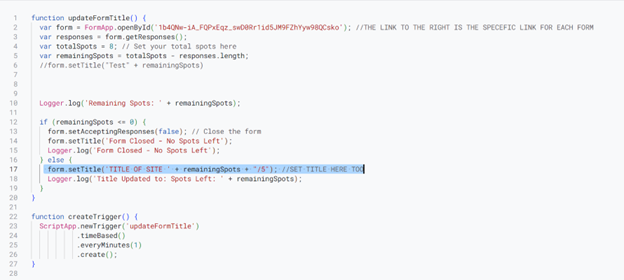 1 function updateFormTitle() {
2 var form = FormApp.openById('1b4QNw-iA_FQPxEqz_swD0Rr1id5JM9FZhYyw98QCsko'); //THE LINK TO THE RIGHT IS THE SPECEFIC LINK FOR EACH FORM
3 var responses = form.getResponses();
4 var totalSpots = 8; // Set your total spots here
5 var remainingSpots = totalSpots - responses.length;
6 //form.setTitle("Test" + remainingSpots)
7
8
9
10 Logger.log('Remaining Spots: ' + remainingSpots);
11
12 if (remainingSpots <= 0) {
13 form.setAcceptingResponses(false); // Close the form
14 form.setTitle('Form Closed - No Spots Left');
15 Logger.log('Form Closed - No Spots Left');
16 } else {
17 form.setTitle('TITLE OF SITE ' + remainingSpots + "/5"); //SET TITLE HERE TOO
18 Logger.log('Title Updated to: Spots Left: ' + remainingSpots);
19 }
20 }
21
22 function createTrigger() {
23 ScriptApp.newTrigger('updateFormTitle')
24 .timeBased()
25 .everyMinutes(1)
26 .create();
27 }
28